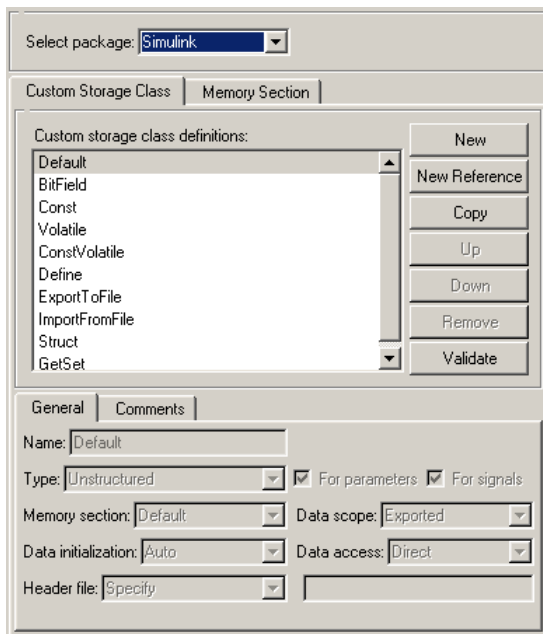 Select package: Simulink
Custom Storage Class
Memory Section
Custom storage class definitions:
Default
BitField
Const
Volatile
ConstVolatile
Define
ExportToFile
ImportFromFile
Struct
GetSet
New
New Reference
Copy
Up
Down
Remove
Validate
General
Comments
Name: Default
Type: Unstructured For parameters For signals
Memory section: Default Data scope: Exported
Data initialization: Auto Data access: Direct
Header file: Specify